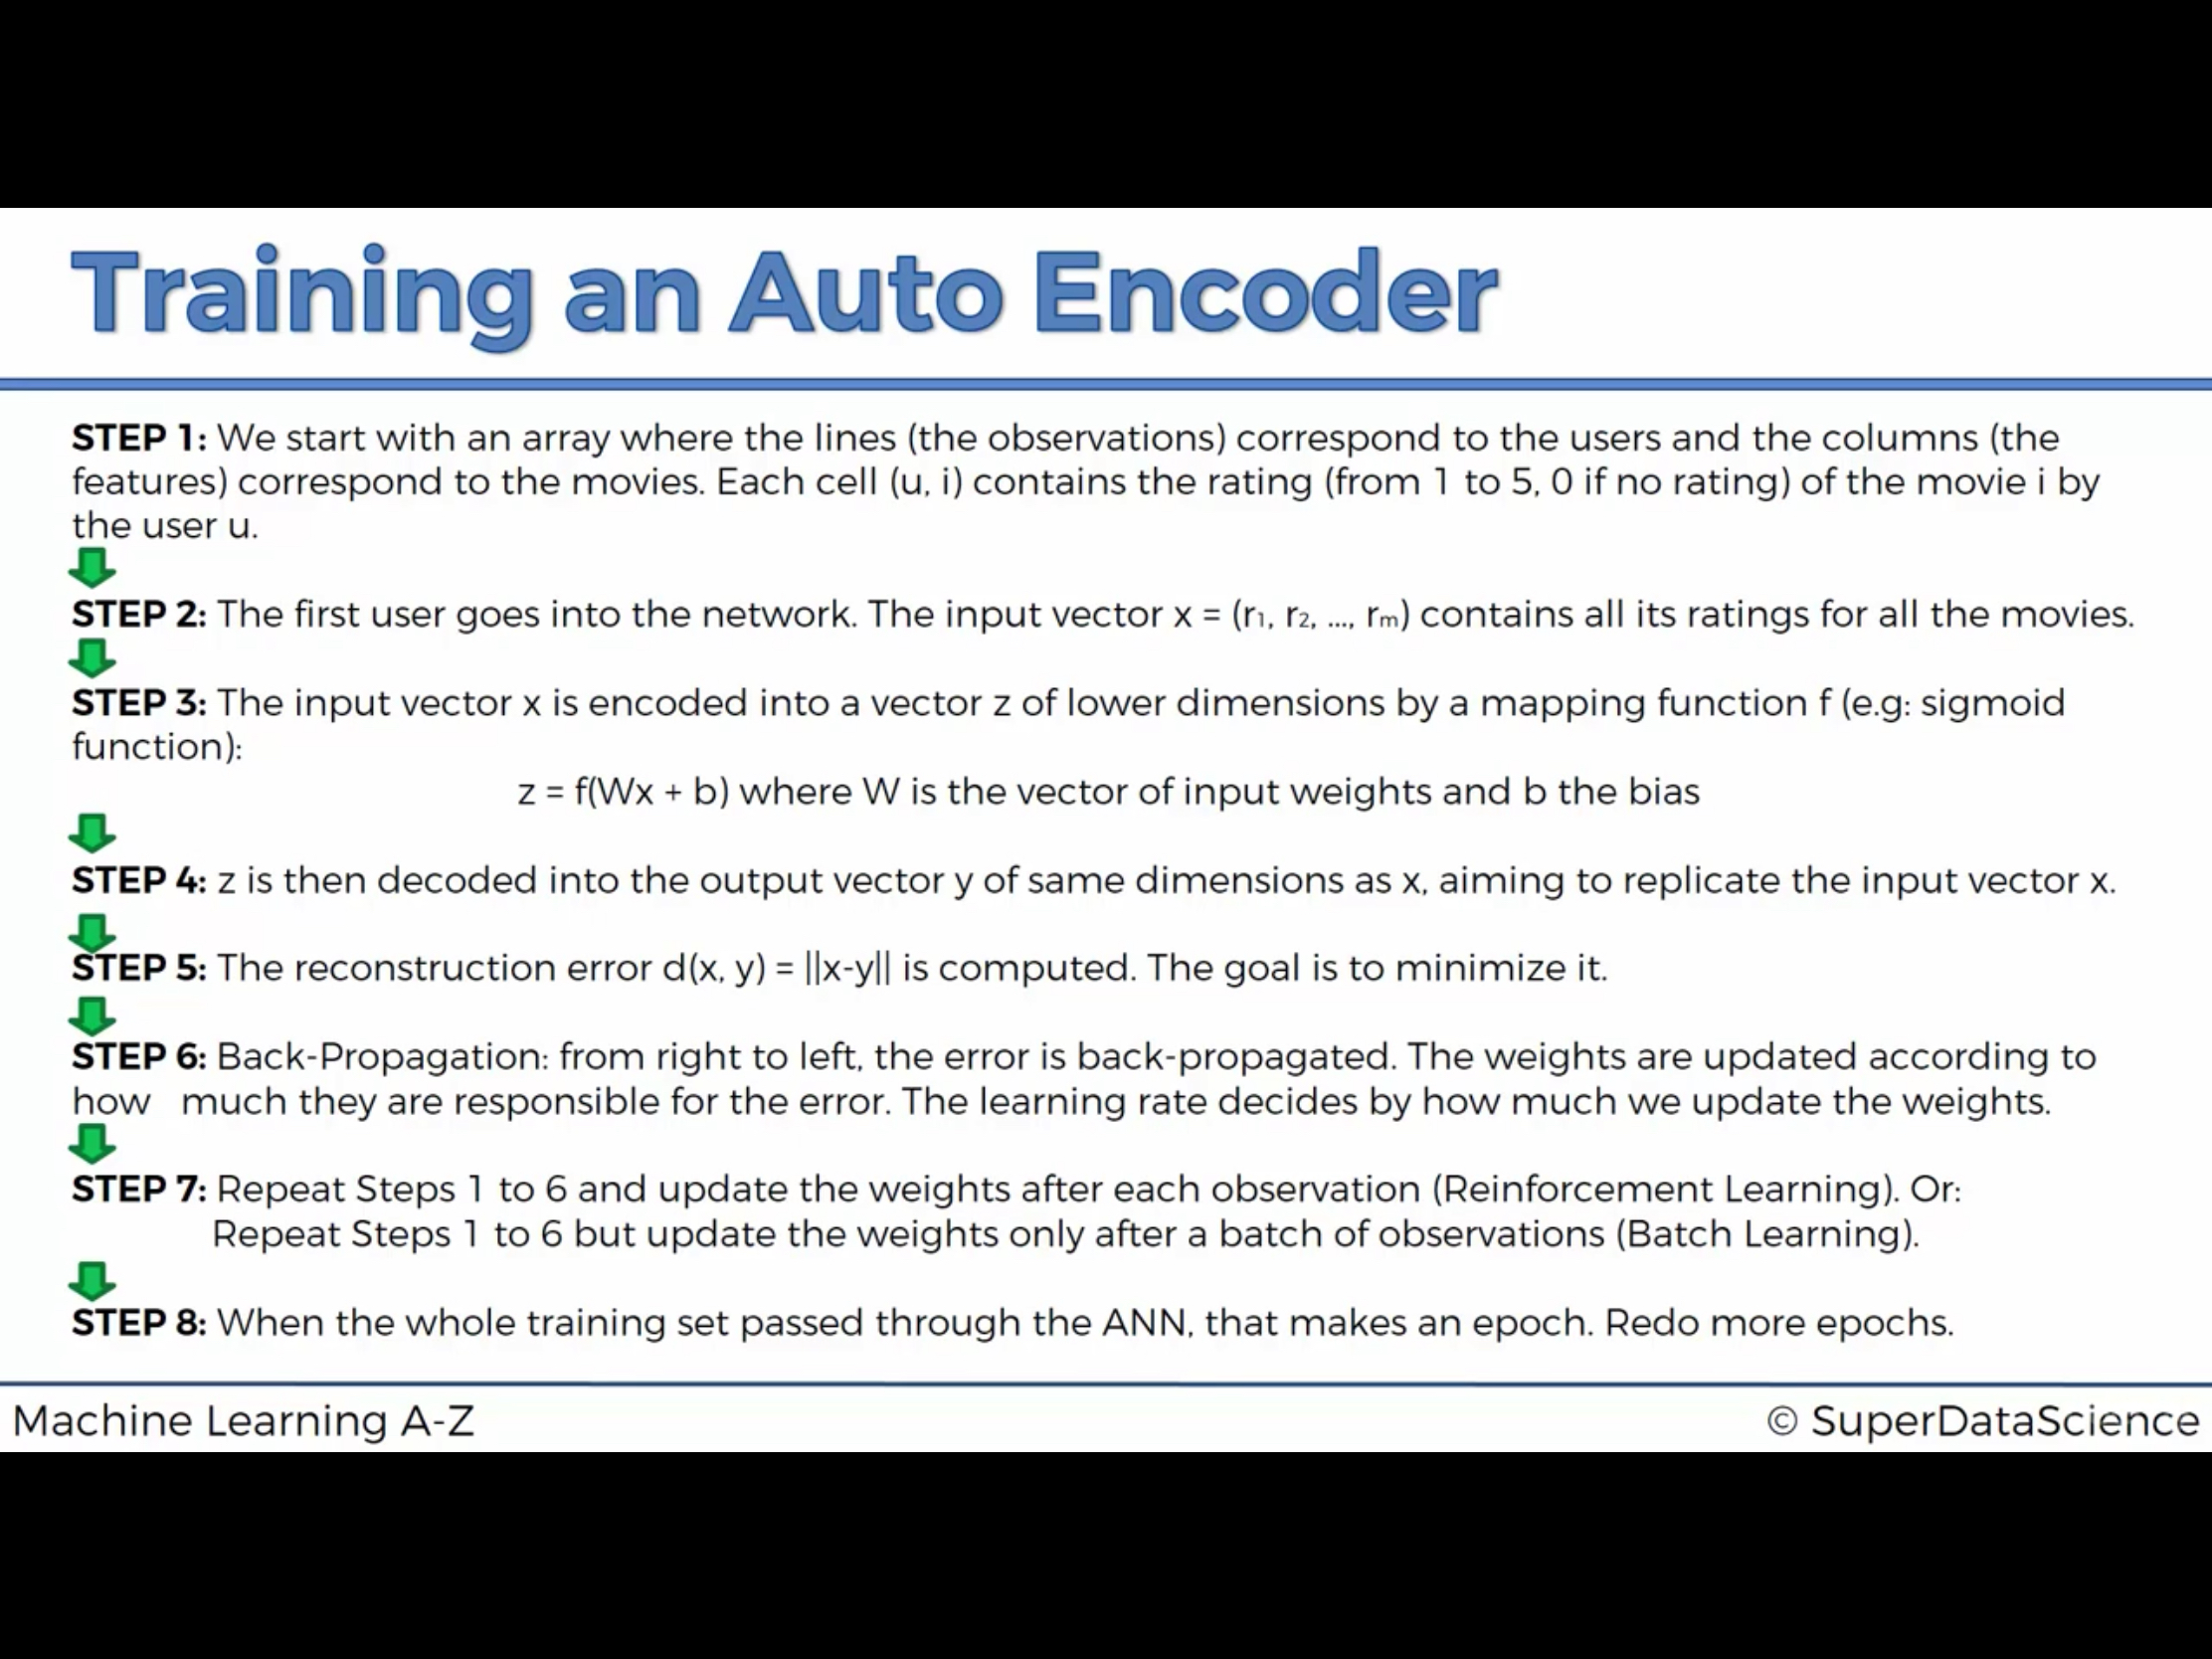 Training an Auto Encoder
STEP 1: We start with an array where the lines (the observations) correspond to the users and the columns (the
features) correspond to the movies. Each cell (u, i) contains the rating (from 1 to 5, 0 if no rating) of the movie i by
the user u.
STEP 2: The first user goes into the network. The input vector x = (r₁, r₂, ..., rₘ) contains all its ratings for all the movies.
STEP 3: The input vector x is encoded into a vector z of lower dimensions by a mapping function f (e.g: sigmoid
function):
z = f(Wx + b) where W is the vector of input weights and b the bias
STEP 4: z is then decoded into the output vector y of same dimensions as x, aiming to replicate the input vector x.
STEP 5: The reconstruction error d(x, y) = ||x-y|| is computed. The goal is to minimize it.
STEP 6: Back-Propagation: from right to left, the error is back-propagated. The weights are updated according to
how much they are responsible for the error. The learning rate decides by how much we update the weights.
STEP 7: Repeat Steps 1 to 6 and update the weights after each observation (Reinforcement Learning). Or:
Repeat Steps 1 to 6 but update the weights only after a batch of observations (Batch Learning).
STEP 8: When the whole training set passed through the ANN, that makes an epoch. Redo more epochs.
Machine Learning A-Z
© SuperDataScience